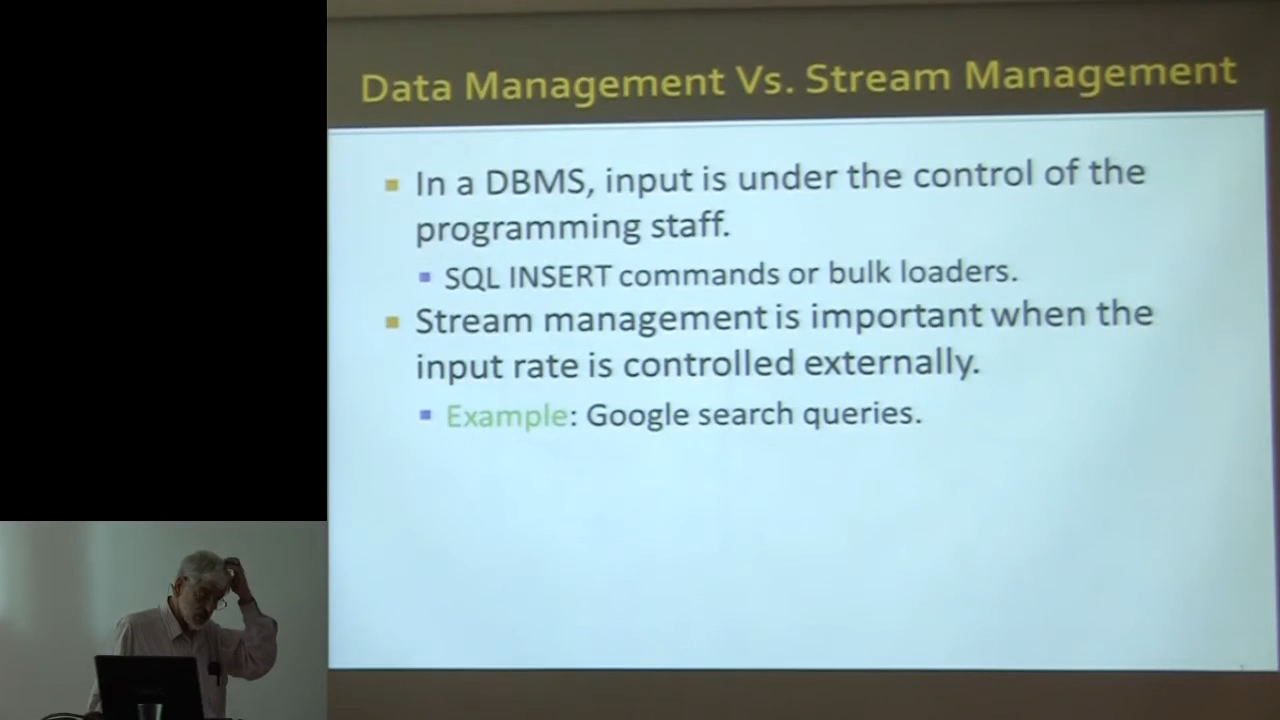 Data Management Vs. Stream Management
In a DBMS, input is under the control of the
programming staff.
SQL INSERT commands or bulk loaders.
Stream management is important when the
input rate is controlled externally.
Example: Google search queries.